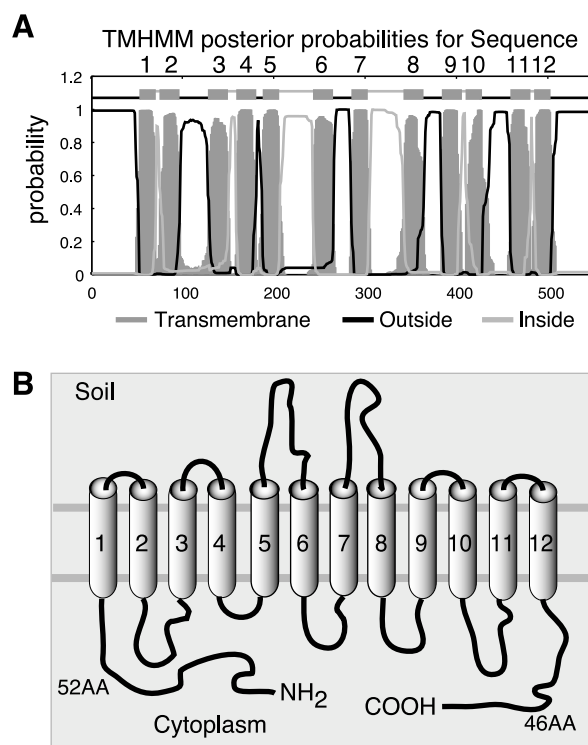 A
TMHMM posterior probabilities for Sequence
1 2 3 4 5 6 7 8 9 10 11 12
1.2
1
0.8
0.6
0.4
0.2
0
probability
0 100 200 300 400 500
Transmembrane Outside Inside
B
Soil
1 2 3 4 5 6 7 8 9 10 11 12
52AA
NH2
COOH
46AA
Cytoplasm